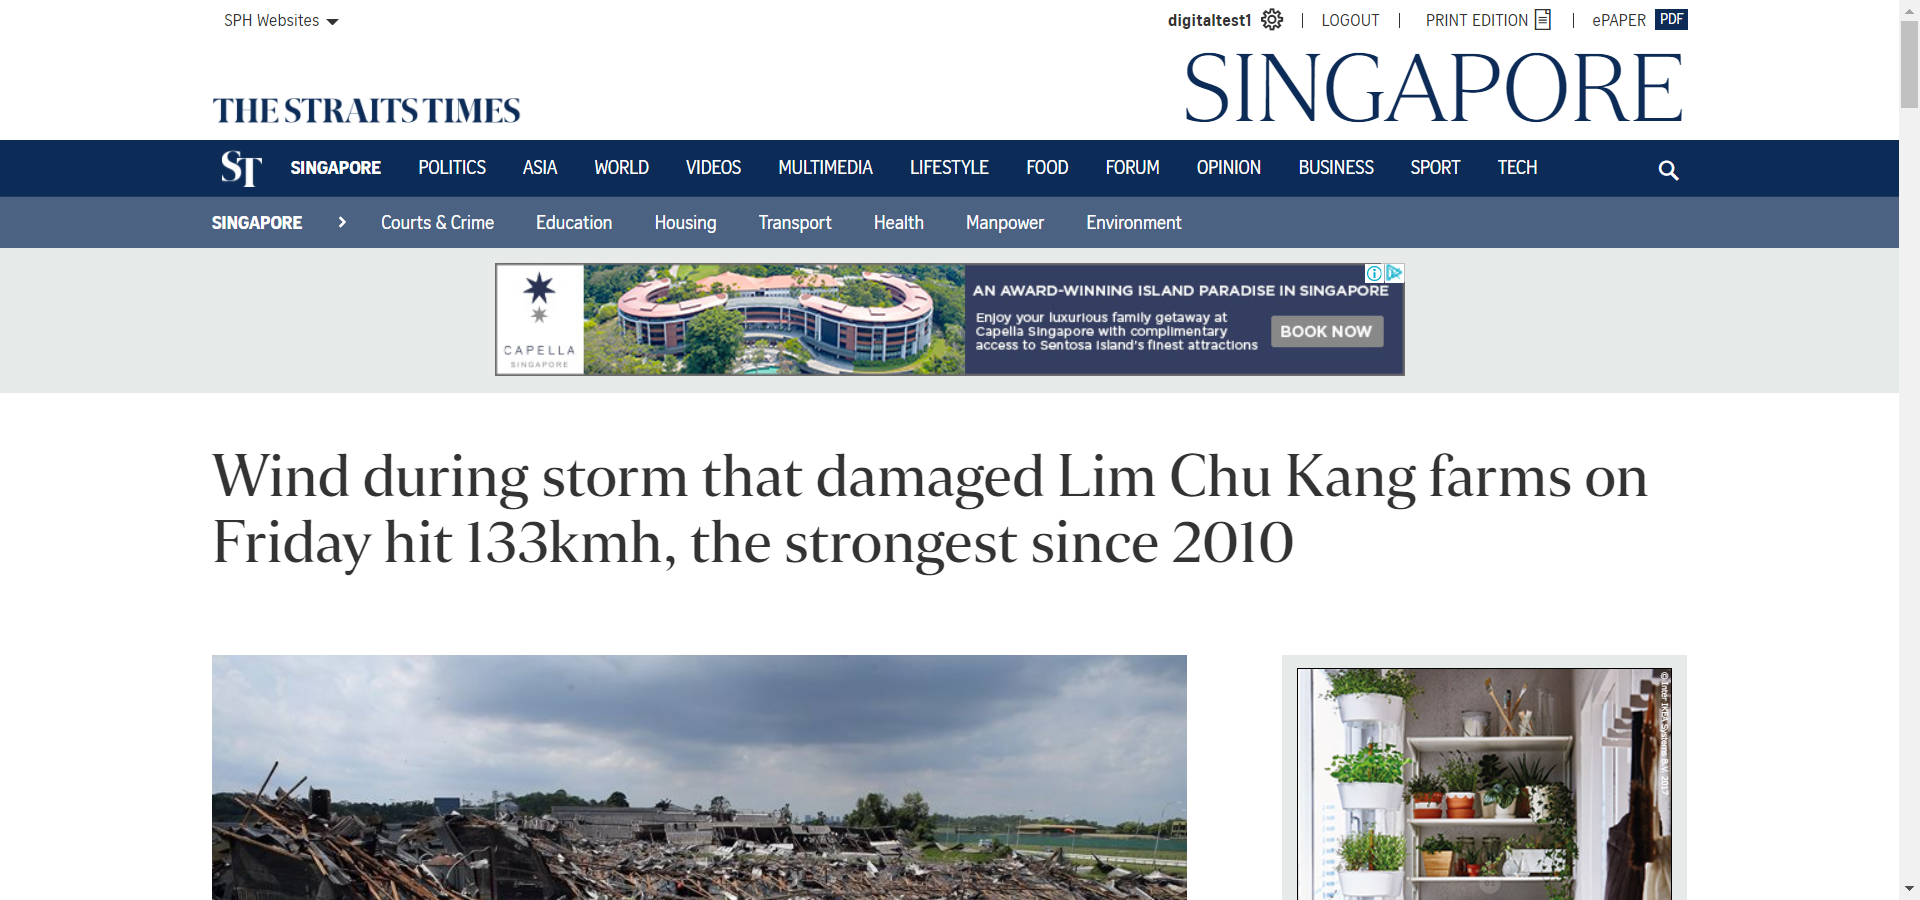 SPH Websites
digitaltest1 | LOGOUT | PRINT EDITION | ePAPER PDF
THE STRAITS TIMES
SINGAPORE
ST SINGAPORE POLITICS ASIA WORLD VIDEOS MULTIMEDIA LIFESTYLE FOOD FORUM OPINION BUSINESS SPORT TECH
SINGAPORE > Courts & Crime Education Housing Transport Health Manpower Environment
CAPELLA
SINGAPORE
AN AWARD-WINNING ISLAND PARADISE IN SINGAPORE
Enjoy your luxurious family getaway at
Capella Singapore with complimentary
access to Sentosa Island's finest attractions
BOOK NOW
Wind during storm that damaged Lim Chu Kang farms on
Friday hit 133kmh, the strongest since 2010
© Inter IKEA Systems B.V. 2017